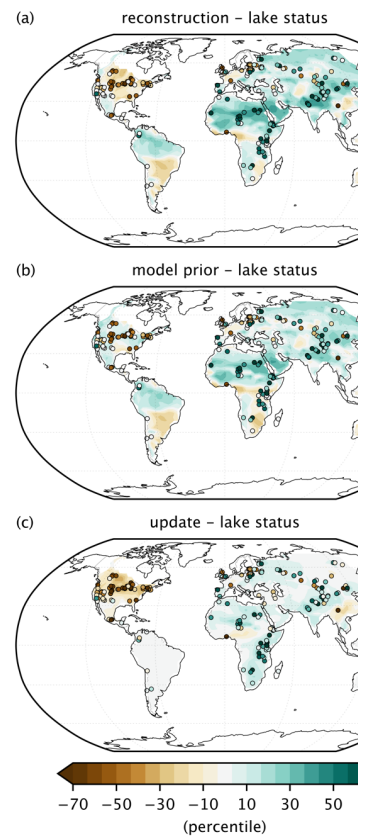 (a) reconstruction – lake status
(b) model prior – lake status
(c) update – lake status
−70 −50 −30 −10 10 30 50
(percentile)